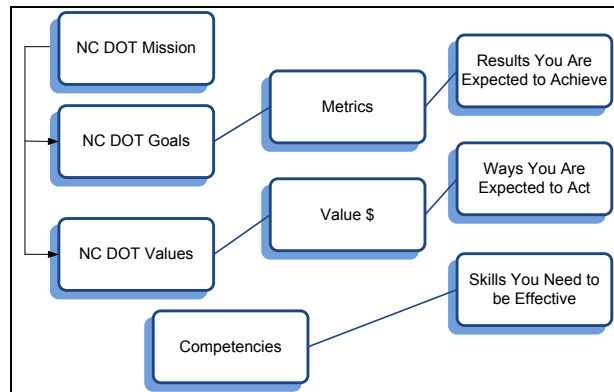 NC DOT Mission
NC DOT Goals
NC DOT Values
Metrics
Value $
Competencies
Results You Are
Expected to Achieve
Ways You Are
Expected to Act
Skills You Need to
be Effective